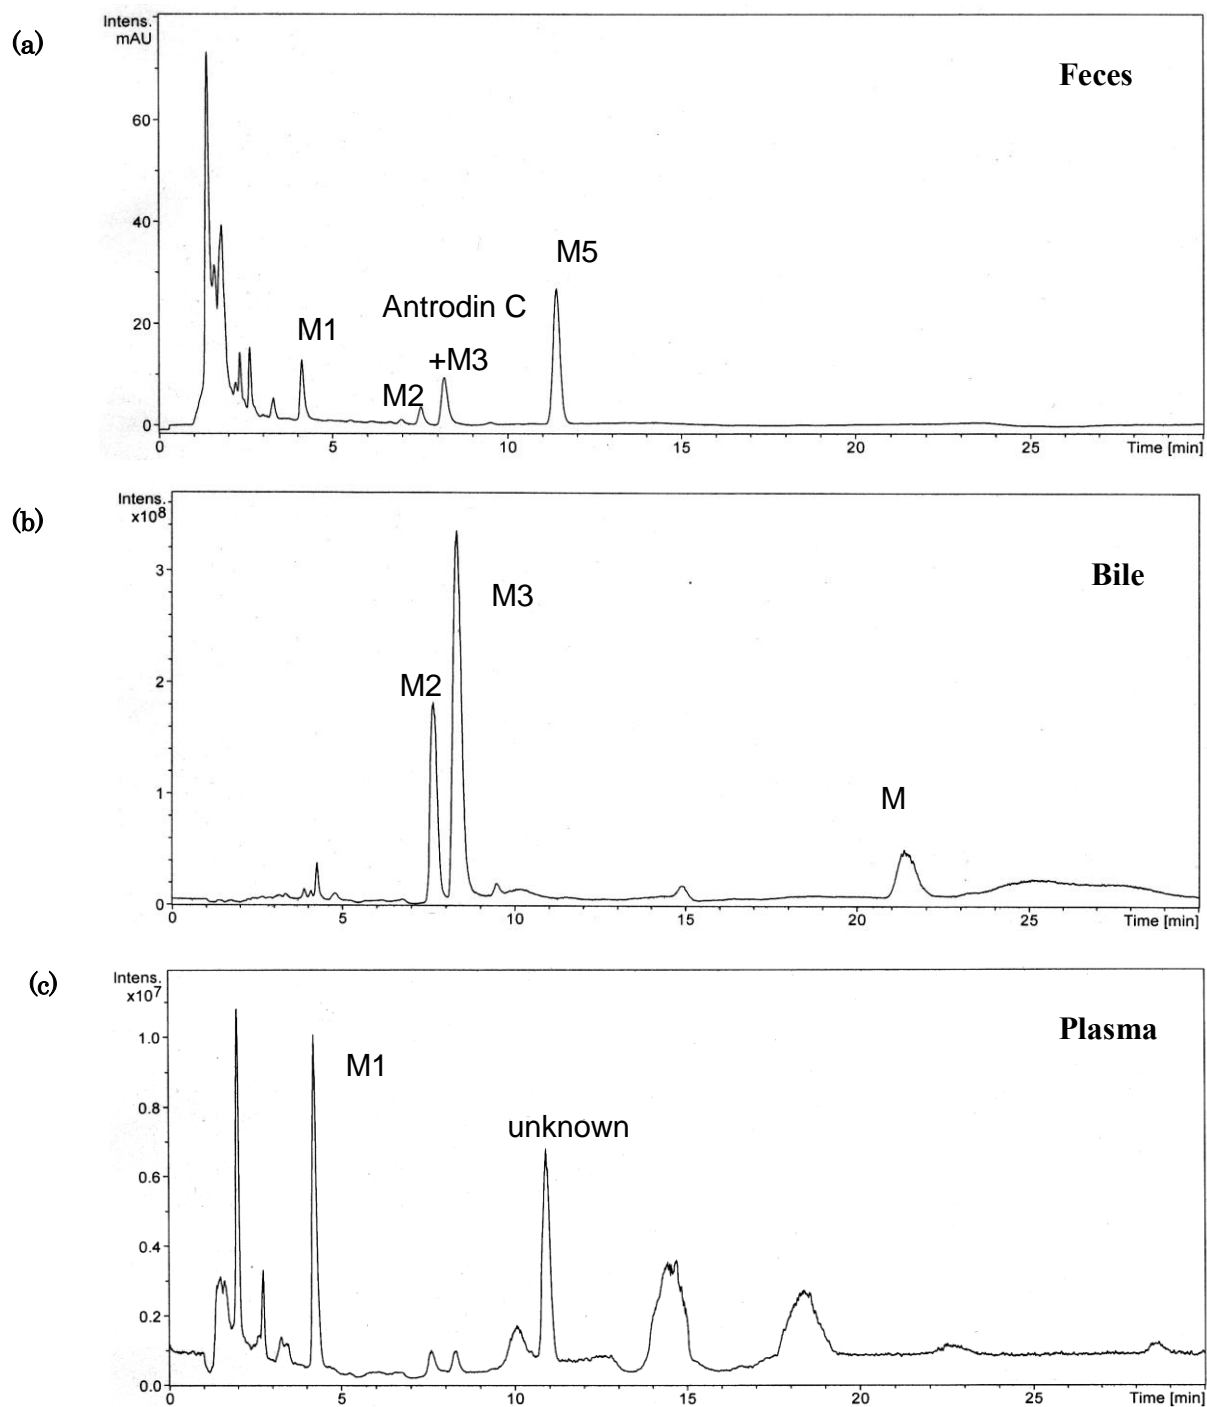 (a)
Intens.
mAU
Feces
60
40
20
0
M1
M2
Antrodin C
+M3
M5
0 5 10 15 20 25 Time [min]
(b)
Intens.
x10⁸
Bile
3
2
1
0
M2
M3
M
0 5 10 15 20 25 Time [min]
(c)
Intens.
x10⁷
Plasma
1.0
0.8
0.6
0.4
0.2
0.0
M1
unknown
0 5 10 15 20 25 Time [min]